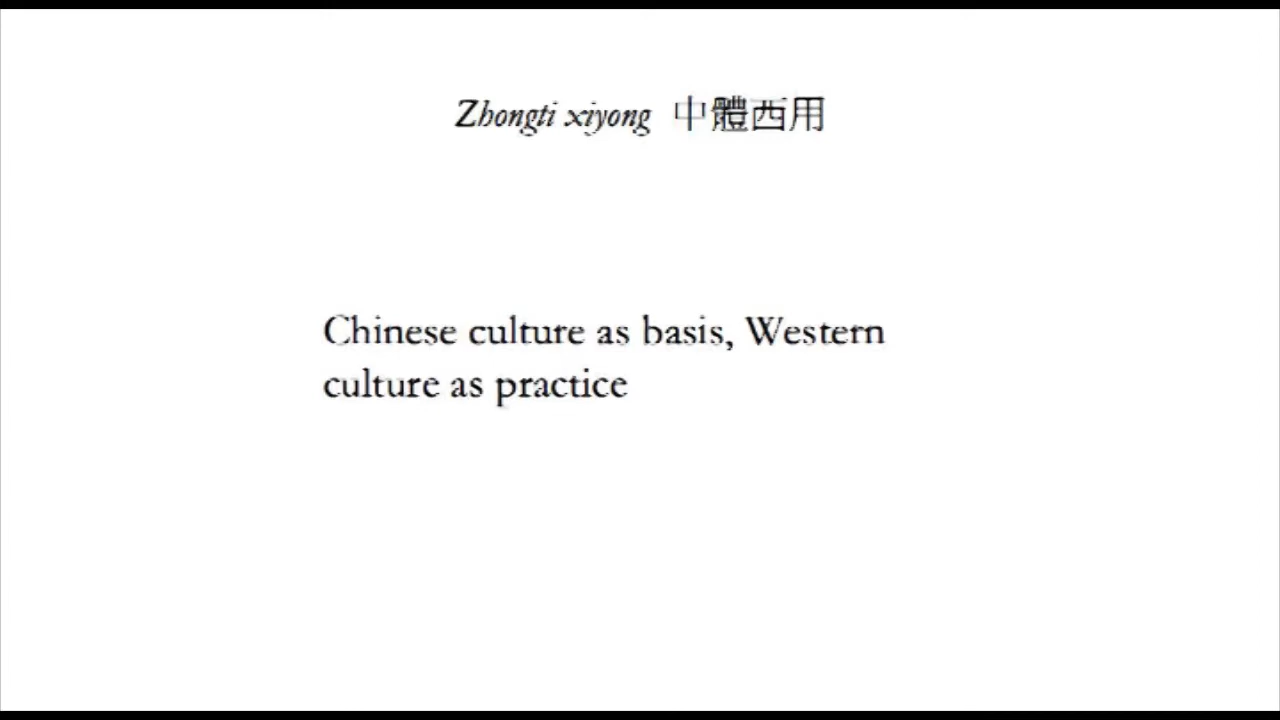 Zhongti xiyong 中體西用
Chinese culture as basis, Western
culture as practice